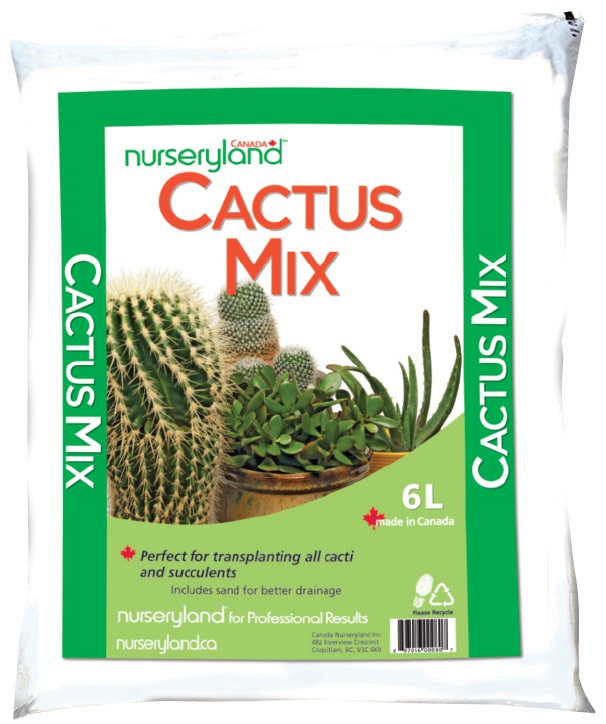 CANADA
nurseryland™
CACTUS
MIX
CACTUS MIX
CACTUS MIX
6L
made in Canada
Perfect for transplanting all cacti
and succulents
Includes sand for better drainage
Please Recycle
nurseryland® for Professional Results
nurseryland.ca
Canada Nurseryland Inc
482 Riverview Crescent
Coquitlam, BC, V3C 6K9